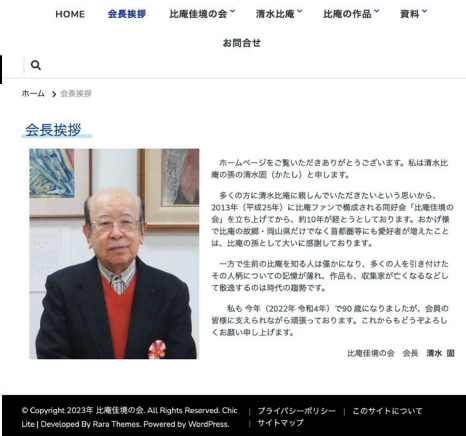 HOME 会長挨拶 比庵佳境の会 清水比庵 比庵の作品 資料
お問合せ
ホーム 会長挨拶
会長挨拶
ホームページをご覧いただきありがとうございます。私は清水比
庵の孫の清水固（かたし）と申します。
多くの方に清水比庵に親しんでいただきたいという思いから、
2013年（平成25年）に比庵ファンで構成される同好会「比庵佳境の
会」を立ち上げてから、約10年が経とうとしております。おかげ様
で比庵の故郷・岡山県だけでなく首都圏等にも愛好者が増えたこと
は、比庵の孫として大いに感謝しております。
一方で生前の比庵を知る人は僅かになり、多くの人を引き付けた
その人柄についての記憶が薄れ、作品も、収集家が亡くなるなどし
て散逸するのは時代の趨勢です。
私も 今年（2022年 令和4年）で90 歳になりましたが、会員の
皆様に支えられながら頑張っております。これからもどうぞよろし
くお願い申し上げます。
比庵佳境の会 会長 清水 固
© Copyright 2023年 比庵佳境の会. All Rights Reserved. Chic
Lite | Developed By Rara Themes. Powered by WordPress.
| プライバシーポリシー | このサイトについて
| サイトマップ